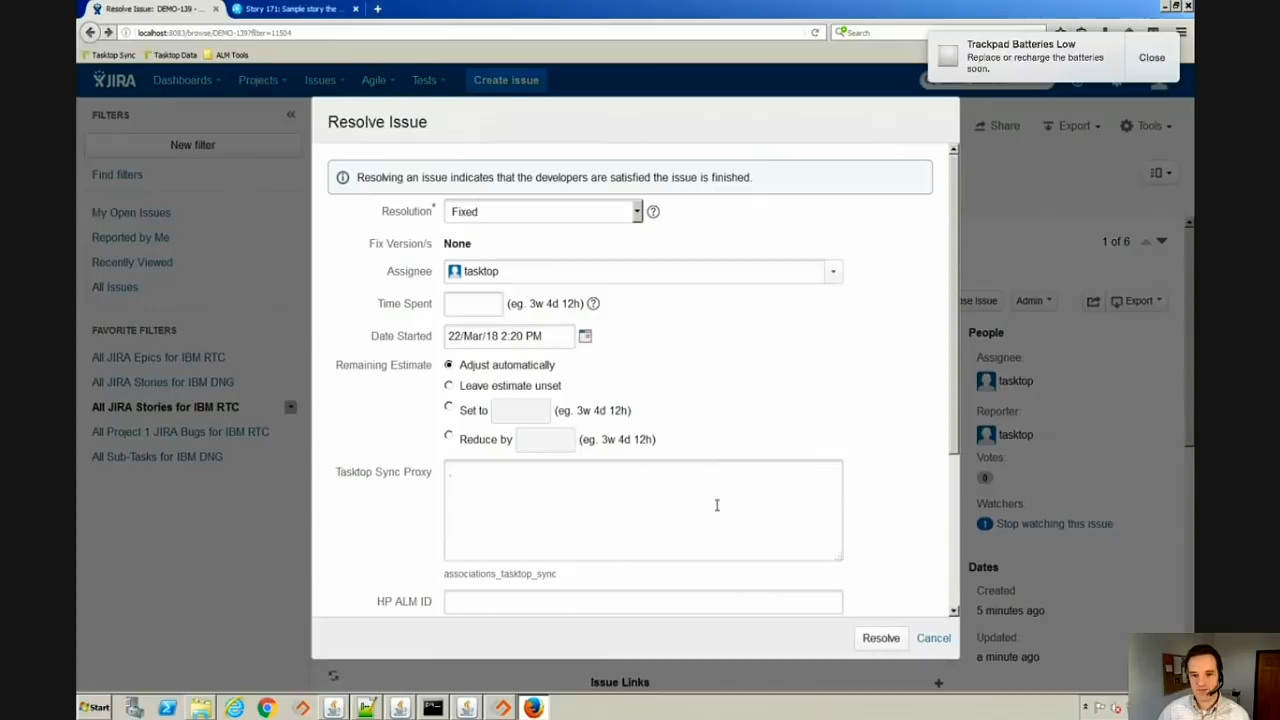 Resolve Issue: DEMO-139 - ...
Story 171: Sample story the ...
localhost:8083/browse/DEMO-139?filter=11504
Search
Tasktop Sync
Tasktop Data
ALM Tools
Trackpad Batteries Low
Replace or recharge the batteries
soon.
Close
JIRA
Dashboards
Projects
Issues
Agile
Tests
Create issue
FILTERS
New filter
Find filters
My Open Issues
Reported by Me
Recently Viewed
All Issues
FAVORITE FILTERS
All JIRA Epics for IBM RTC
All JIRA Stories for IBM DNG
All JIRA Stories for IBM RTC
All Project 1 JIRA Bugs for IBM RTC
All Sub-Tasks for IBM DNG
Resolve Issue
Resolving an issue indicates that the developers are satisfied the issue is finished.
Resolution*
Fixed
Fix Version/s
None
Assignee
tasktop
Time Spent
(eg. 3w 4d 12h)
Date Started
22/Mar/18 2:20 PM
Remaining Estimate
Adjust automatically
Leave estimate unset
Set to
(eg. 3w 4d 12h)
Reduce by
(eg. 3w 4d 12h)
Tasktop Sync Proxy
.
associations_tasktop_sync
HP ALM ID
Resolve
Cancel
Issue Links
Share
Export
Tools
1 of 6
ose Issue
Admin
Export
People
Assignee:
tasktop
Reporter:
tasktop
Votes:
0
Watchers:
1 Stop watching this issue
Dates
Created:
5 minutes ago
Updated:
a minute ago
Start